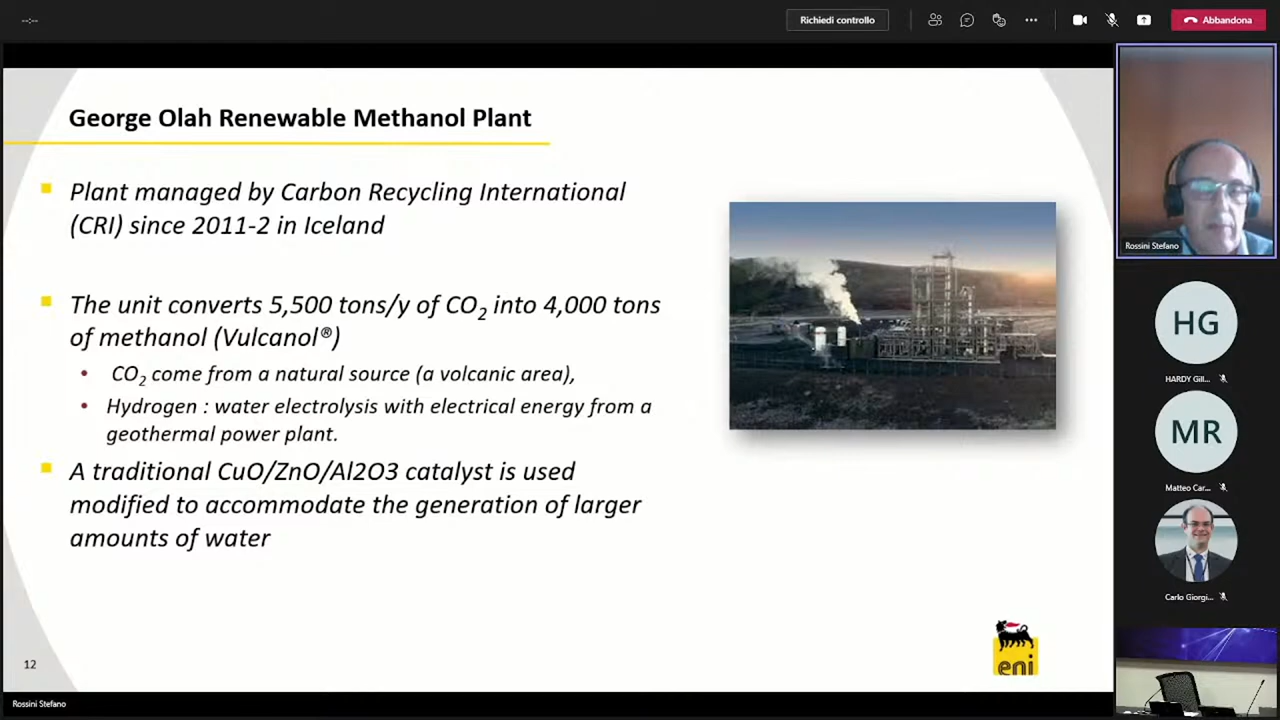 --:--
Richiedi controllo
Abbandona
George Olah Renewable Methanol Plant
Plant managed by Carbon Recycling International
(CRI) since 2011-2 in Iceland
The unit converts 5,500 tons/y of CO2 into 4,000 tons
of methanol (Vulcanol®)
CO2 come from a natural source (a volcanic area),
Hydrogen : water electrolysis with electrical energy from a
geothermal power plant.
A traditional CuO/ZnO/Al2O3 catalyst is used
modified to accommodate the generation of larger
amounts of water
12
eni
Rossini Stefano
Rossini Stefano
HG
HARDY Gill...
MR
Matteo Car...
Carlo Giorgi...